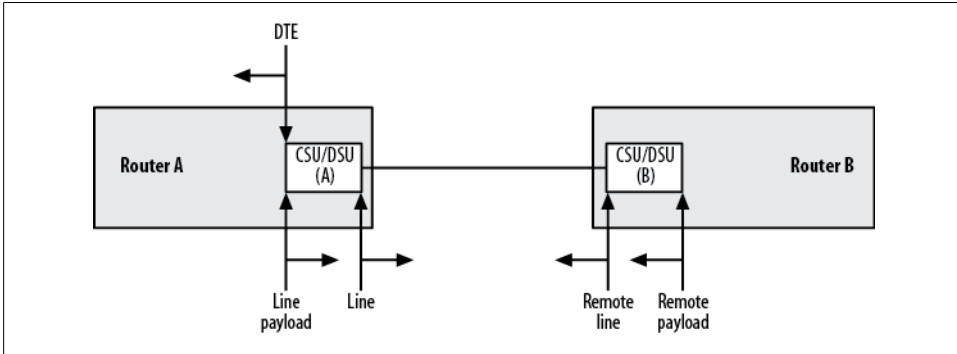 DTE
Router A
CSU/DSU
(A)
CSU/DSU
(B)
Router B
Line
payload
Line
Remote
line
Remote
payload